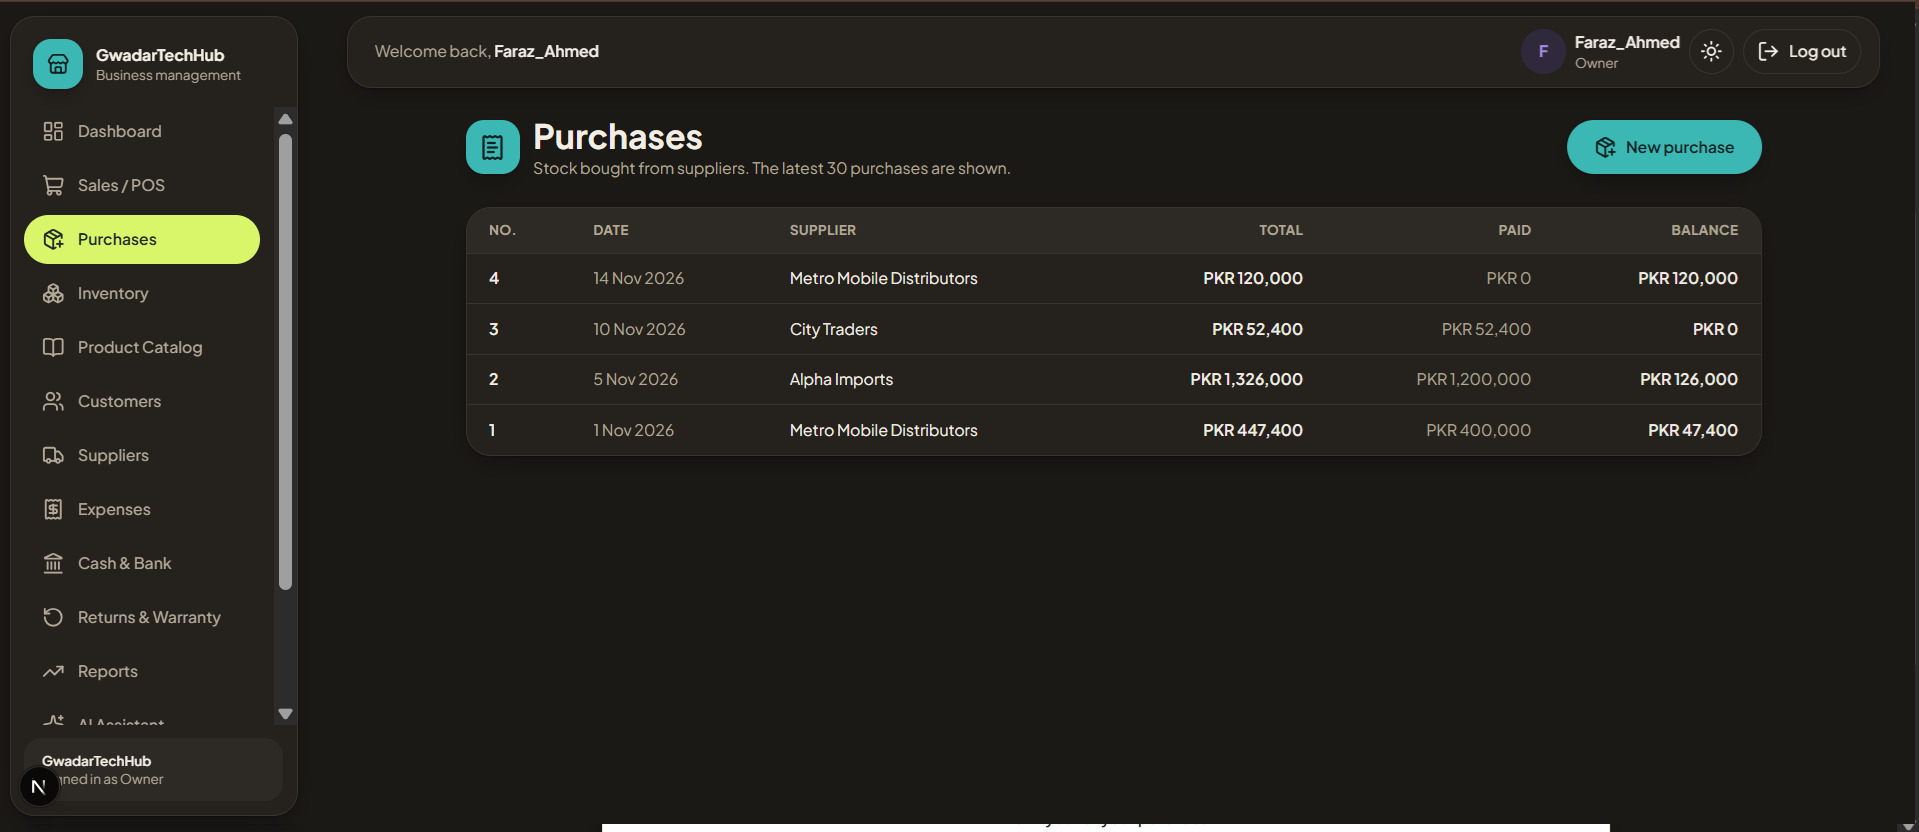 GwadarTechHub
Business management
Dashboard
Sales / POS
Purchases
Inventory
Product Catalog
Customers
Suppliers
Expenses
Cash & Bank
Returns & Warranty
Reports
AI Assistant
GwadarTechHub
ned in as Owner
N
Welcome back, Faraz_Ahmed
F
Faraz_Ahmed
Owner
Log out
Purchases
Stock bought from suppliers. The latest 30 purchases are shown.
New purchase
NO. DATE SUPPLIER TOTAL PAID BALANCE
4 14 Nov 2026 Metro Mobile Distributors PKR 120,000 PKR 0 PKR 120,000
3 10 Nov 2026 City Traders PKR 52,400 PKR 52,400 PKR 0
2 5 Nov 2026 Alpha Imports PKR 1,326,000 PKR 1,200,000 PKR 126,000
1 1 Nov 2026 Metro Mobile Distributors PKR 447,400 PKR 400,000 PKR 47,400